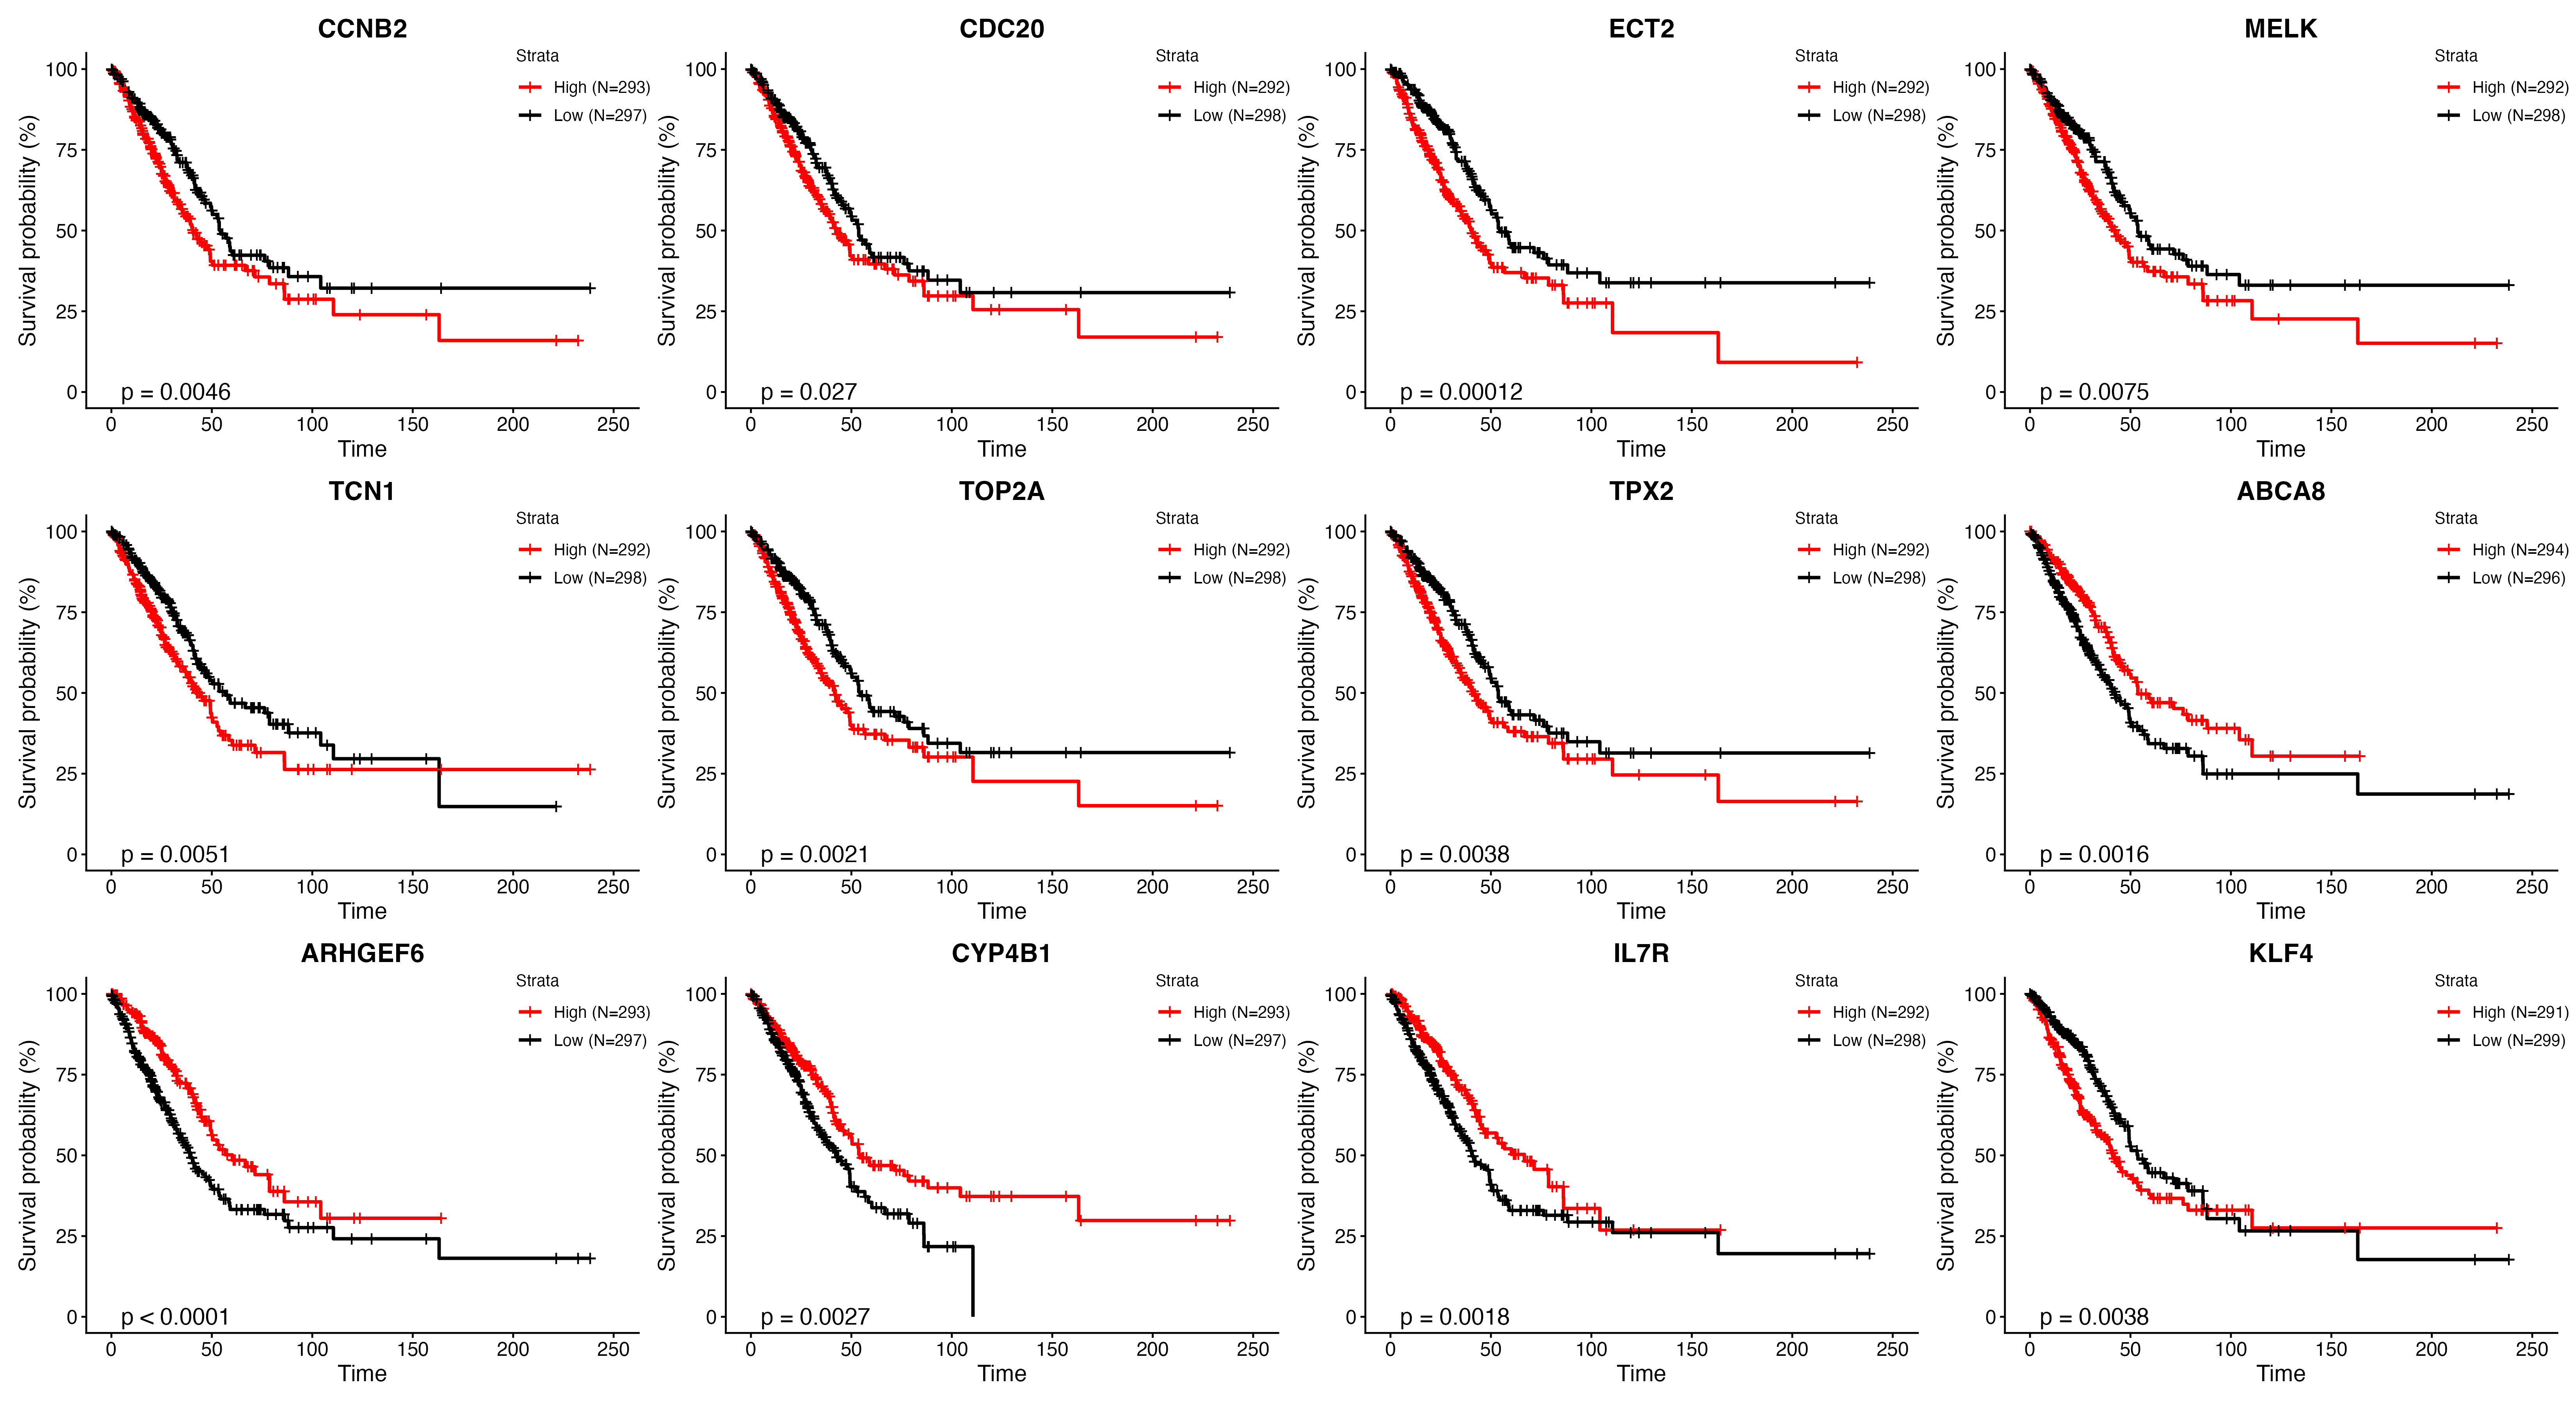 CCNB2
Strata
High (N=293)
Low (N=297)
Survival probability (%)
100
75
50
25
0
p = 0.0046
0 50 100 150 200 250
Time
CDC20
Strata
High (N=292)
Low (N=298)
Survival probability (%)
100
75
50
25
0
p = 0.027
0 50 100 150 200 250
Time
ECT2
Strata
High (N=292)
Low (N=298)
Survival probability (%)
100
75
50
25
0
p = 0.00012
0 50 100 150 200 250
Time
MELK
Strata
High (N=292)
Low (N=298)
Survival probability (%)
100
75
50
25
0
p = 0.0075
0 50 100 150 200 250
Time
TCN1
Strata
High (N=292)
Low (N=298)
Survival probability (%)
100
75
50
25
0
p = 0.0051
0 50 100 150 200 250
Time
TOP2A
Strata
High (N=292)
Low (N=298)
Survival probability (%)
100
75
50
25
0
p = 0.0021
0 50 100 150 200 250
Time
TPX2
Strata
High (N=292)
Low (N=298)
Survival probability (%)
100
75
50
25
0
p = 0.0038
0 50 100 150 200 250
Time
ABCA8
Strata
High (N=294)
Low (N=296)
Survival probability (%)
100
75
50
25
0
p = 0.0016
0 50 100 150 200 250
Time
ARHGEF6
Strata
High (N=293)
Low (N=297)
Survival probability (%)
100
75
50
25
0
p < 0.0001
0 50 100 150 200 250
Time
CYP4B1
Strata
High (N=293)
Low (N=297)
Survival probability (%)
100
75
50
25
0
p = 0.0027
0 50 100 150 200 250
Time
IL7R
Strata
High (N=292)
Low (N=298)
Survival probability (%)
100
75
50
25
0
p = 0.0018
0 50 100 150 200 250
Time
KLF4
Strata
High (N=291)
Low (N=299)
Survival probability (%)
100
75
50
25
0
p = 0.0038
0 50 100 150 200 250
Time